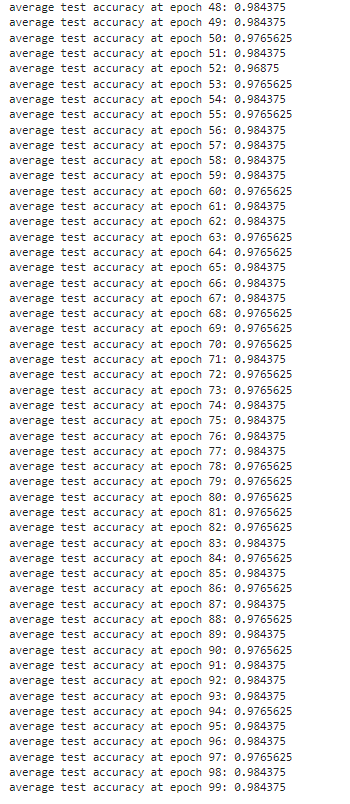 average test accuracy at epoch 48: 0.984375
average test accuracy at epoch 49: 0.984375
average test accuracy at epoch 50: 0.9765625
average test accuracy at epoch 51: 0.984375
average test accuracy at epoch 52: 0.96875
average test accuracy at epoch 53: 0.9765625
average test accuracy at epoch 54: 0.984375
average test accuracy at epoch 55: 0.9765625
average test accuracy at epoch 56: 0.984375
average test accuracy at epoch 57: 0.984375
average test accuracy at epoch 58: 0.984375
average test accuracy at epoch 59: 0.984375
average test accuracy at epoch 60: 0.9765625
average test accuracy at epoch 61: 0.984375
average test accuracy at epoch 62: 0.984375
average test accuracy at epoch 63: 0.9765625
average test accuracy at epoch 64: 0.9765625
average test accuracy at epoch 65: 0.984375
average test accuracy at epoch 66: 0.984375
average test accuracy at epoch 67: 0.984375
average test accuracy at epoch 68: 0.9765625
average test accuracy at epoch 69: 0.9765625
average test accuracy at epoch 70: 0.9765625
average test accuracy at epoch 71: 0.984375
average test accuracy at epoch 72: 0.9765625
average test accuracy at epoch 73: 0.9765625
average test accuracy at epoch 74: 0.984375
average test accuracy at epoch 75: 0.984375
average test accuracy at epoch 76: 0.984375
average test accuracy at epoch 77: 0.984375
average test accuracy at epoch 78: 0.9765625
average test accuracy at epoch 79: 0.9765625
average test accuracy at epoch 80: 0.9765625
average test accuracy at epoch 81: 0.9765625
average test accuracy at epoch 82: 0.9765625
average test accuracy at epoch 83: 0.984375
average test accuracy at epoch 84: 0.9765625
average test accuracy at epoch 85: 0.984375
average test accuracy at epoch 86: 0.9765625
average test accuracy at epoch 87: 0.984375
average test accuracy at epoch 88: 0.9765625
average test accuracy at epoch 89: 0.984375
average test accuracy at epoch 90: 0.9765625
average test accuracy at epoch 91: 0.984375
average test accuracy at epoch 92: 0.984375
average test accuracy at epoch 93: 0.984375
average test accuracy at epoch 94: 0.9765625
average test accuracy at epoch 95: 0.984375
average test accuracy at epoch 96: 0.984375
average test accuracy at epoch 97: 0.9765625
average test accuracy at epoch 98: 0.984375
average test accuracy at epoch 99: 0.984375